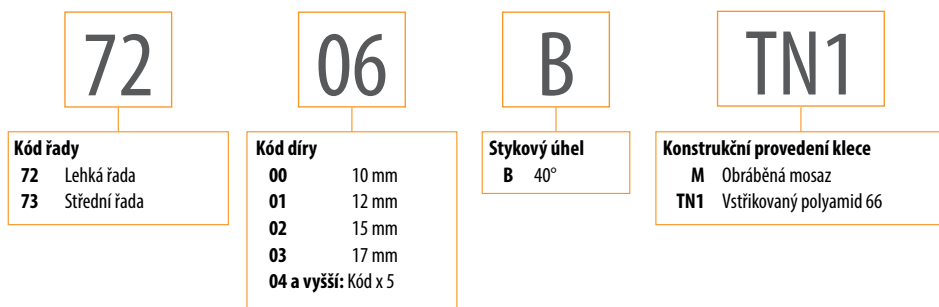 72 06 B TN1
Kód řady
72 Lehká řada
73 Střední řada
Kód díry
00 10 mm
01 12 mm
02 15 mm
03 17 mm
04 a vyšší: Kód x 5
Stykový úhel
B 40°
Konstrukční provedení klece
M Obráběná mosaz
TN1 Vstřikovaný polyamid 66